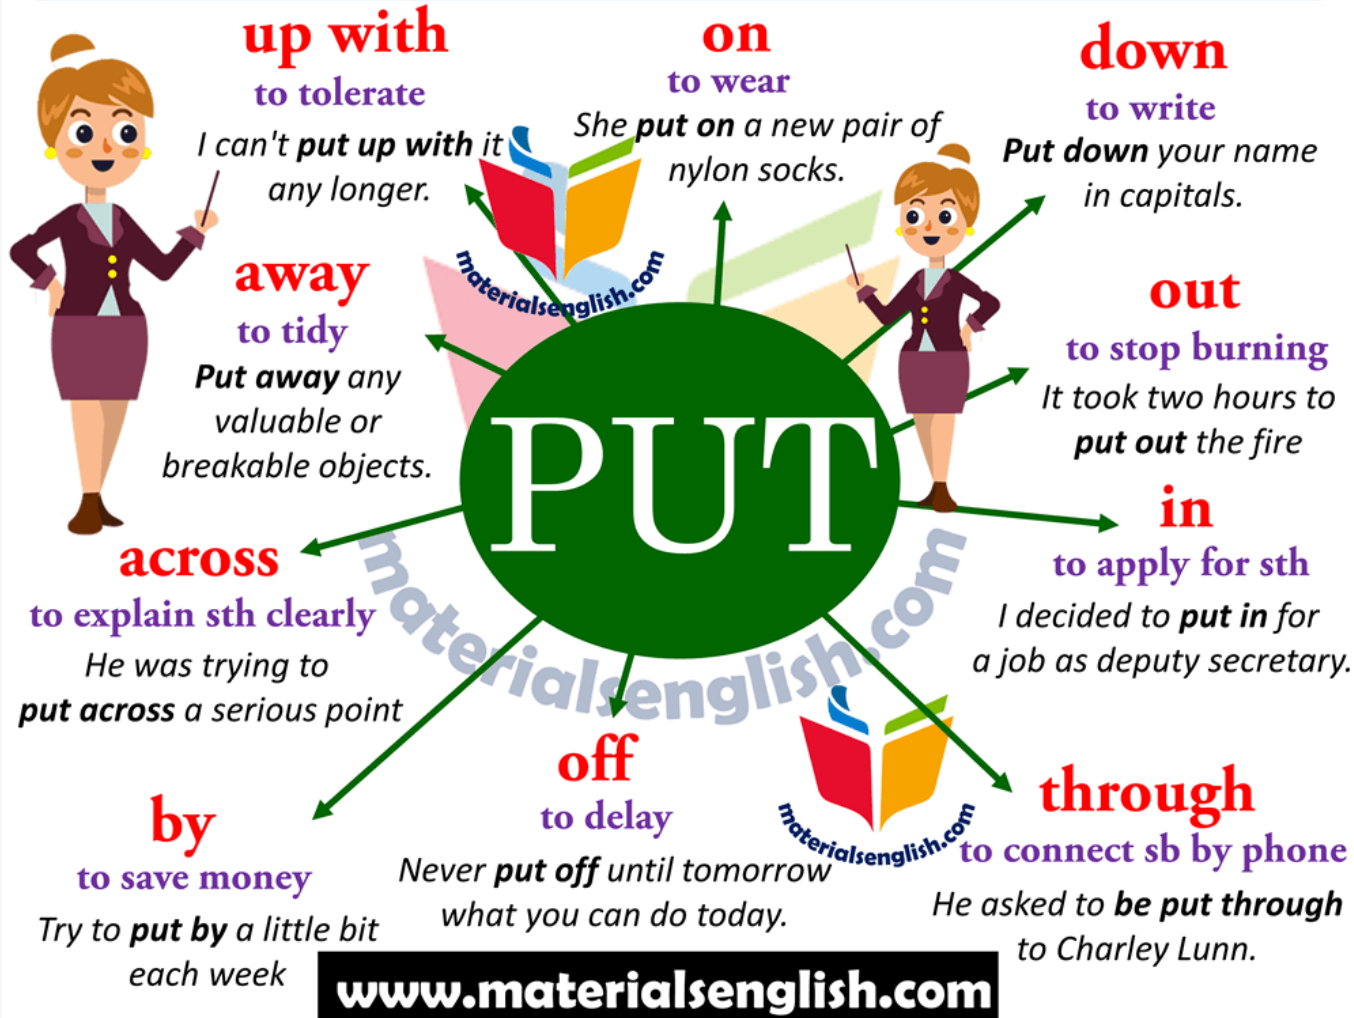 up with
to tolerate
I can't put up with it
any longer.
on
to wear
She put on a new pair of
nylon socks.
down
to write
Put down your name
in capitals.
materialsenglish.com
away
to tidy
Put away any
valuable or
breakable objects.
out
to stop burning
It took two hours to
put out the fire
PUT
in
to apply for sth
I decided to put in for
a job as deputy secretary.
across
to explain sth clearly
He was trying to
put across a serious point
materialsenglish.com
by
to save money
Try to put by a little bit
each week
off
to delay
Never put off until tomorrow
what you can do today.
materialsenglish.com
through
to connect sb by phone
He asked to be put through
to Charley Lunn.
www.materialsenglish.com